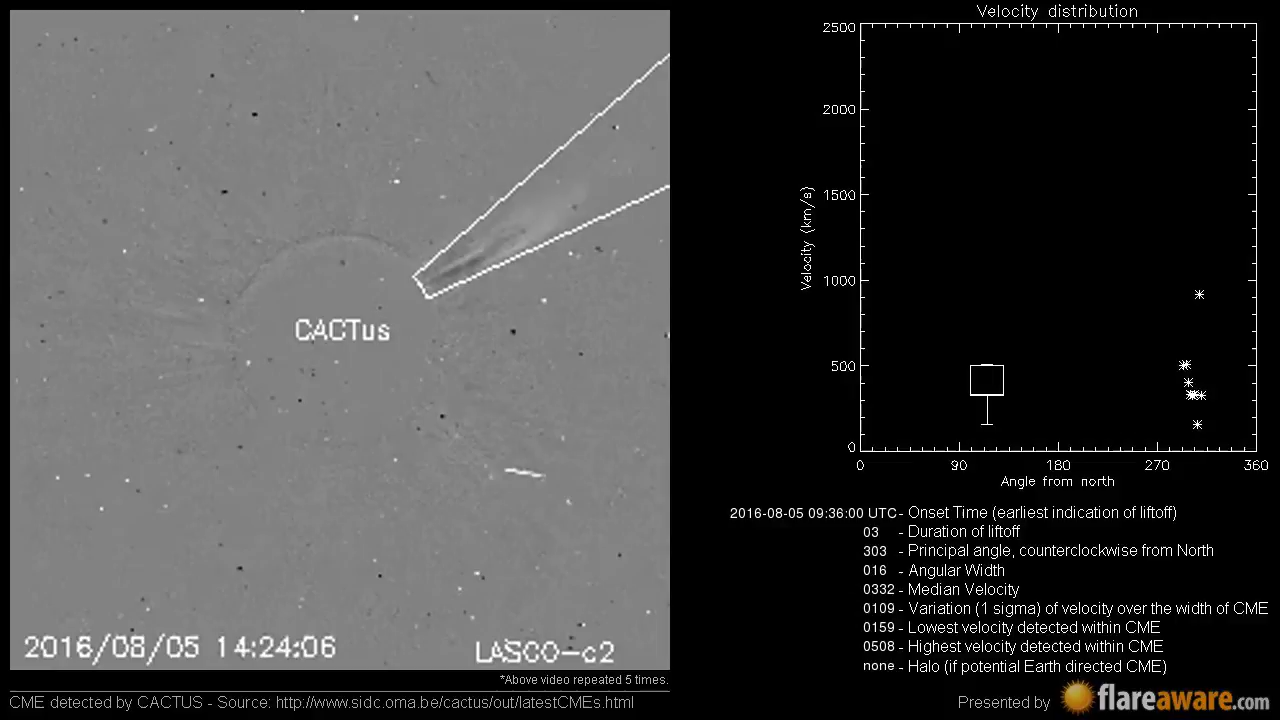 CACTus
2016/08/05 14:24:06
LASCO-c2
*Above video repeated 5 times.
CME detected by CACTUS - Source: http://www.sidc.oma.be/cactus/out/latestCMEs.html
Velocity distribution
2500
2000
1500
1000
500
0
Velocity (km/s)
0 90 180 270 360
Angle from north
2016-08-05 09:36:00 UTC - Onset Time (earliest indication of liftoff)
03 - Duration of liftoff
303 - Principal angle, counterclockwise from North
016 - Angular Width
0332 - Median Velocity
0109 - Variation (1 sigma) of velocity over the width of CME
0159 - Lowest velocity detected within CME
0508 - Highest velocity detected within CME
none - Halo (if potential Earth directed CME)
Presented by flareaware.com